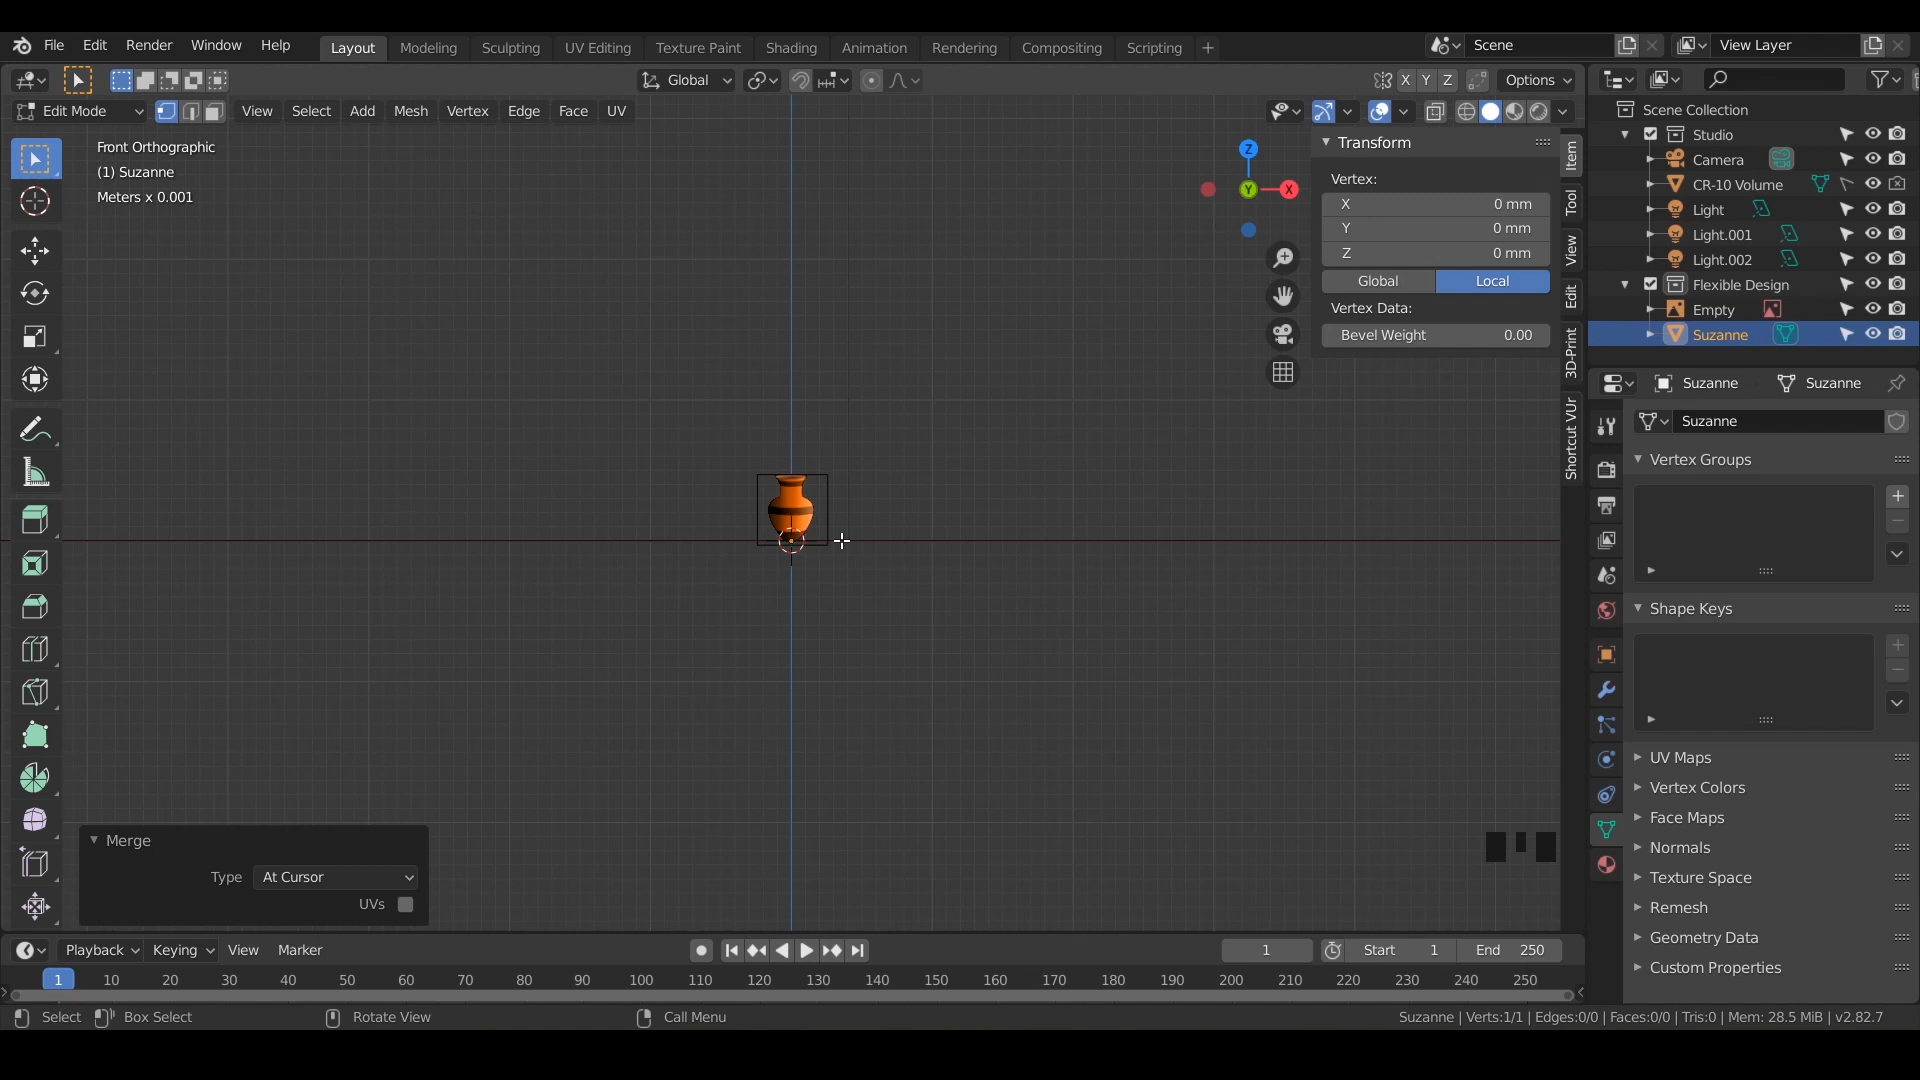 File Edit Render Window Help Layout Modeling Sculpting UV Editing Texture Paint Shading Animation Rendering Compositing Scripting + Scene View Layer
Global X Y Z Options
Edit Mode View Select Add Mesh Vertex Edge Face UV
Front Orthographic
(1) Suzanne
Meters x 0.001
Z
Y X
Transform
Vertex:
X 0 mm
Y 0 mm
Z 0 mm
Global Local
Vertex Data:
Bevel Weight 0.00
Item
Tool
View
Edit
3D-Print
Shortcut VUr
Scene Collection
Studio
Camera
CR-10 Volume
Light
Light.001
Light.002
Flexible Design
Empty
Suzanne
Suzanne Suzanne
Suzanne
Vertex Groups
Shape Keys
UV Maps
Vertex Colors
Face Maps
Normals
Texture Space
Remesh
Geometry Data
Custom Properties
Merge
Type At Cursor
UVs
Playback Keying View Marker 1 Start 1 End 250
1 10 20 30 40 50 60 70 80 90 100 110 120 130 140 150 160 170 180 190 200 210 220 230 240 250
Select Box Select Rotate View Call Menu Suzanne | Verts:1/1 | Edges:0/0 | Faces:0/0 | Tris:0 | Mem: 28.5 MiB | v2.82.7